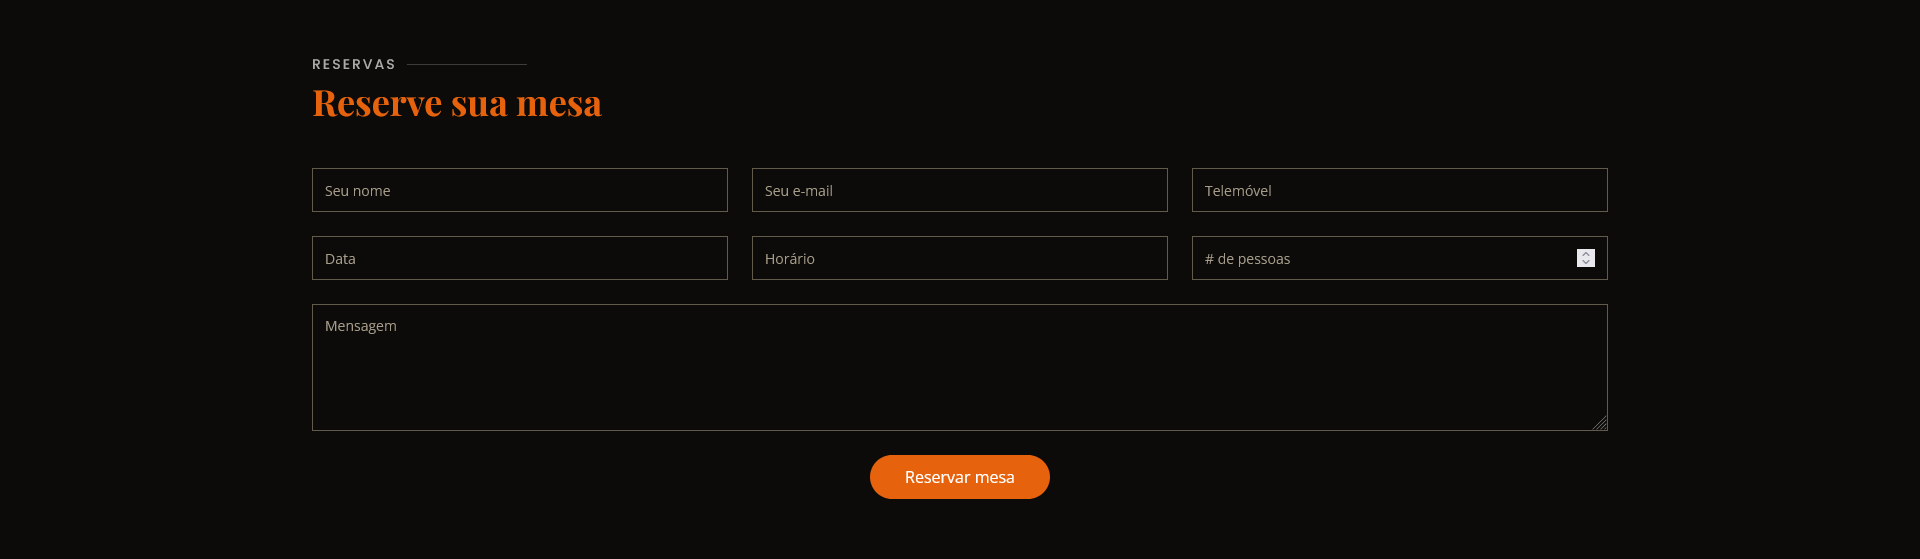 RESERVAS
Reserve sua mesa
Seu nome
Seu e-mail
Telemóvel
Data
Horário
# de pessoas
Mensagem
Reservar mesa